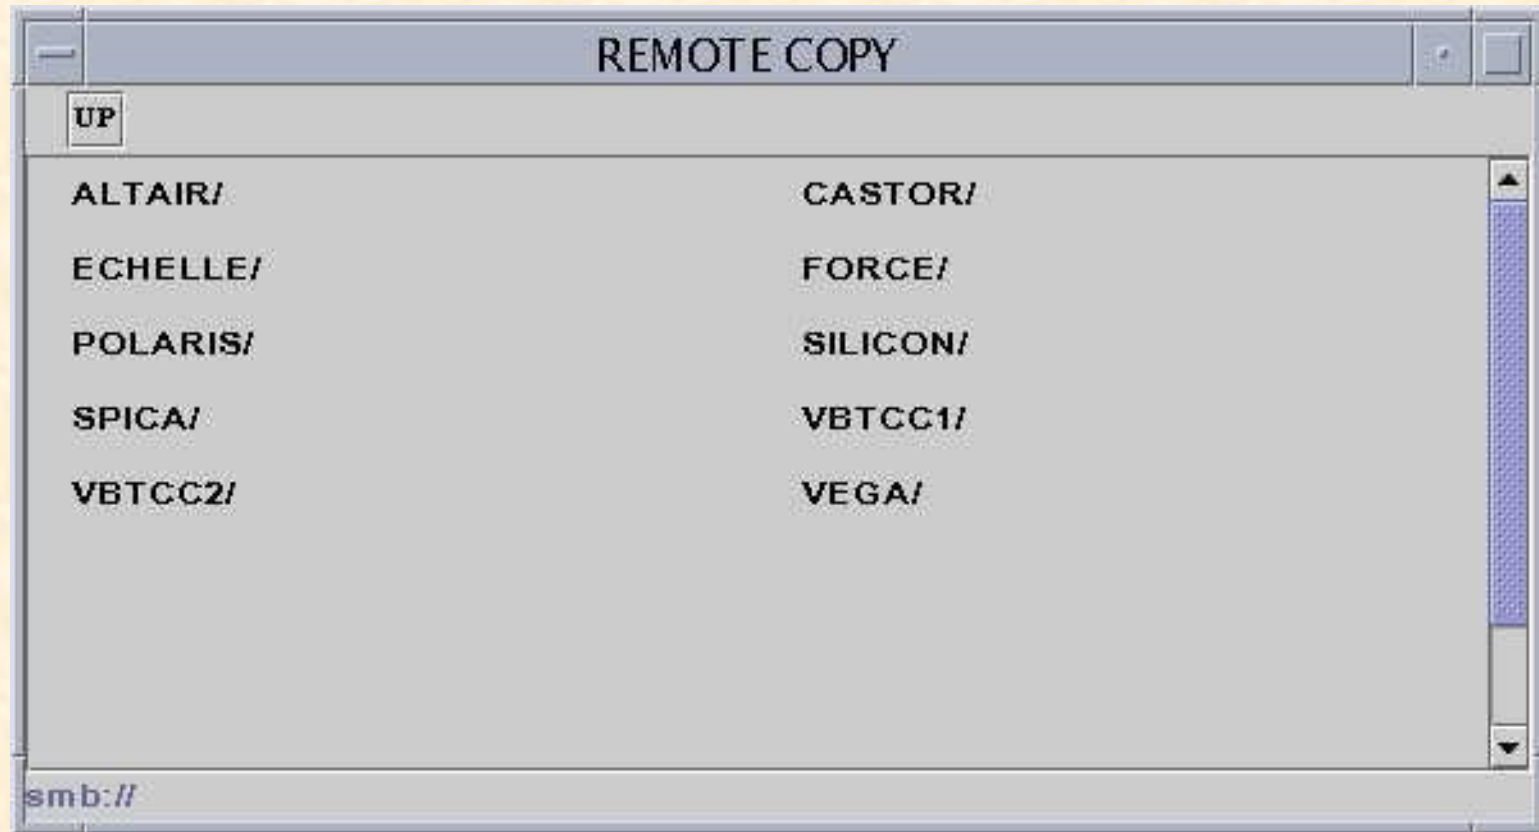 REMOTE COPY
UP
ALTAIR/ CASTOR/
ECHELLE/ FORCE/
POLARIS/ SILICON/
SPICA/ VBTCC1/
VBTCC2/ VEGA/
smb://